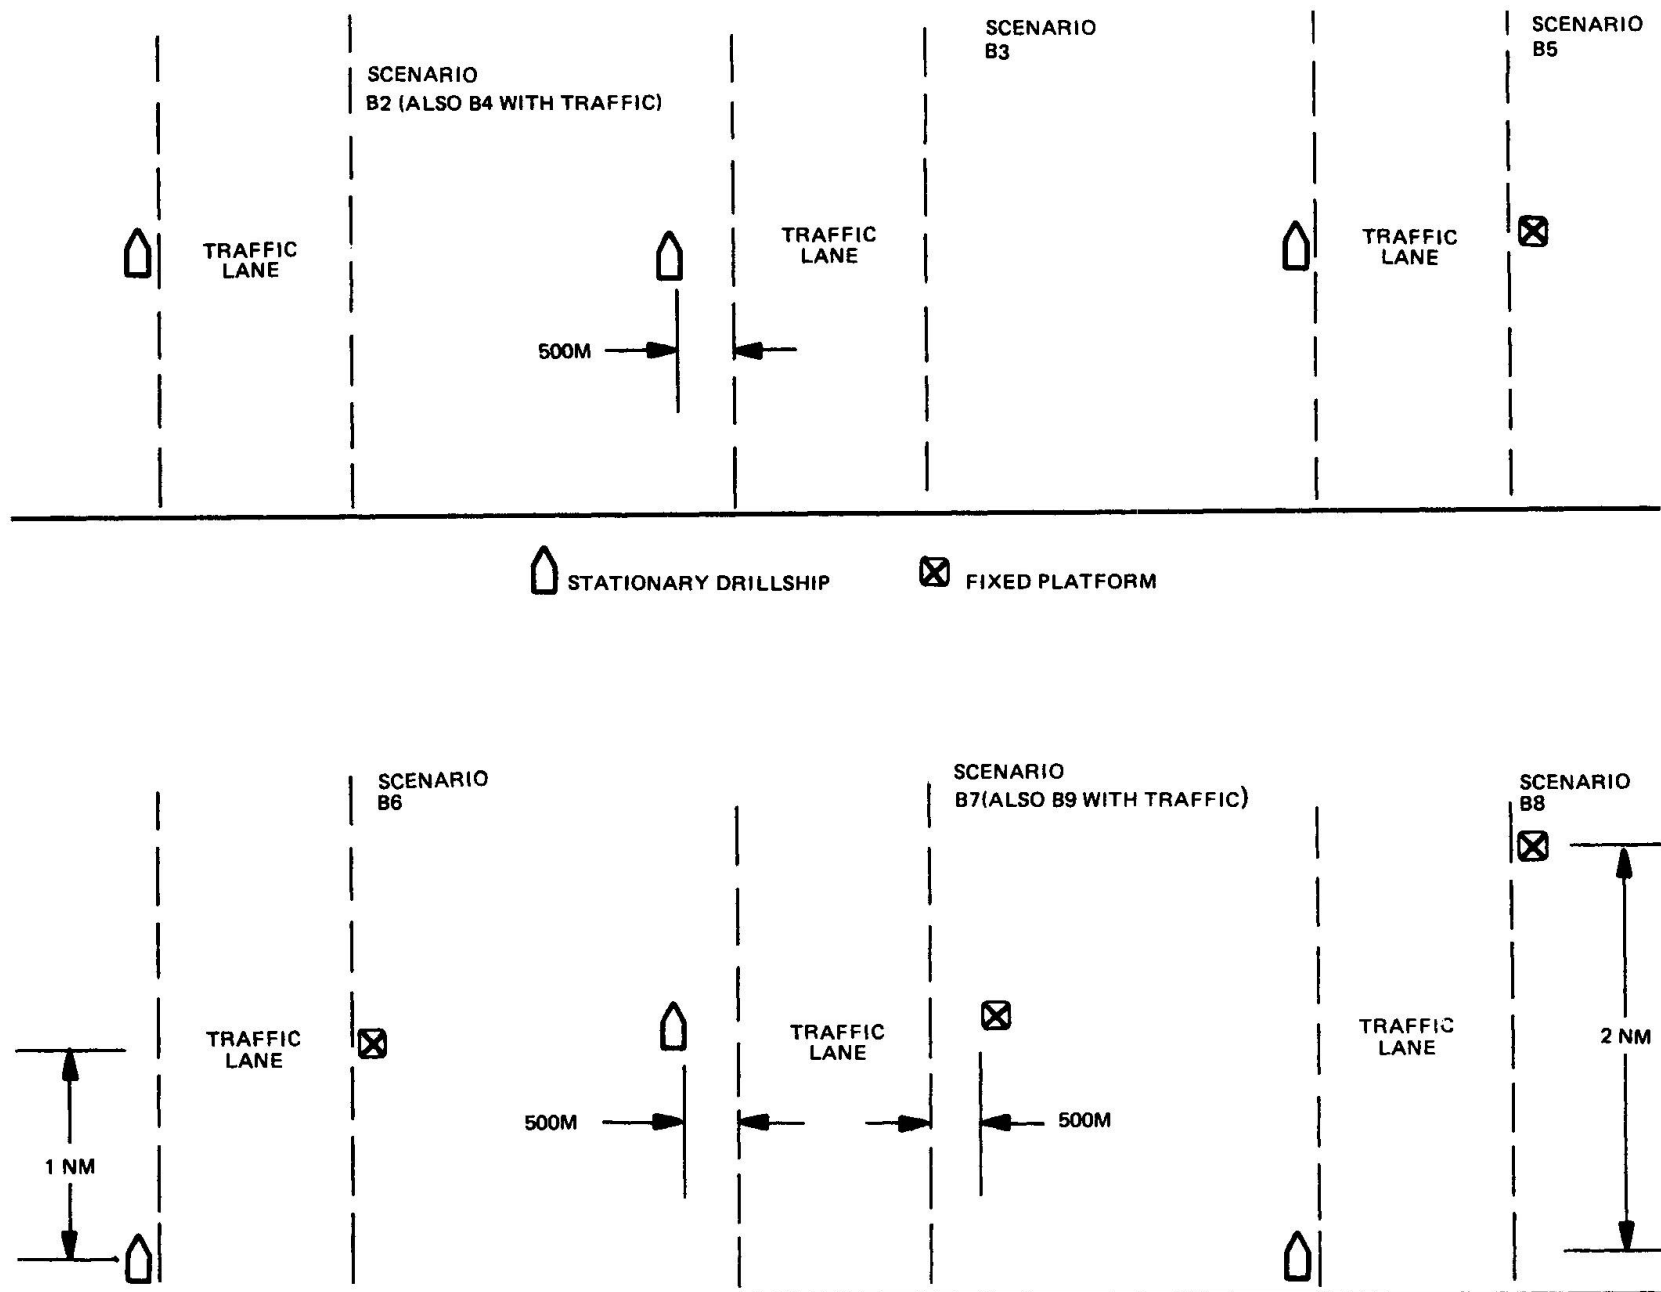 SCENARIO
B2 (ALSO B4 WITH TRAFFIC)
TRAFFIC
LANE
SCENARIO
B3
TRAFFIC
LANE
500M
SCENARIO
B5
TRAFFIC
LANE
STATIONARY DRILLSHIP
FIXED PLATFORM
SCENARIO
B6
TRAFFIC
LANE
1 NM
SCENARIO
B7(ALSO B9 WITH TRAFFIC)
TRAFFIC
LANE
500M
500M
SCENARIO
B8
TRAFFIC
LANE
2 NM